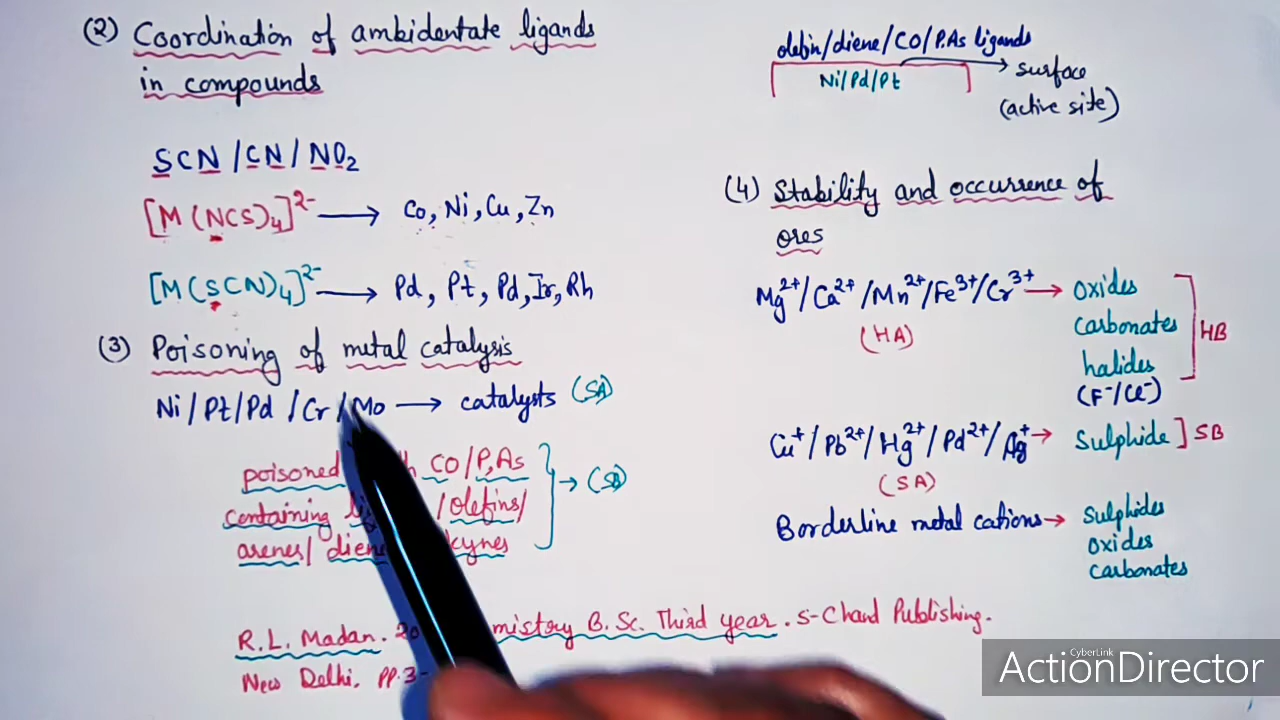 (2) Coordination of ambidentate ligands
in compounds
SCN / CN / NO₂
[M(NCS)₄]²⁻ → Co, Ni, Cu, Zn
[M(SCN)₄]²⁻ → Pd, Pt, Pd, Ir, Rh
(3) Poisoning of metal catalysis
Ni / Pt / Pd / Cr / Mo → catalysts (SA)
poisoned CO / P, As
containing / olefins /
arenes /
→ (SB)
olefin/diene/CO/P.As ligands
Ni/Pd/Pt
→ surface
(active site)
(4) Stability and occurrence of
ores
Mg²⁺/ Ca²⁺ / Mn²⁺ / Fe³⁺ / Cr³⁺ → oxides
(HA)
carbonates
halides
(F⁻/Cl⁻)
HB
Cu⁺ / Pb²⁺ / Hg²⁺ / Pd²⁺ / Ag⁺ → Sulphide ] SB
(SA)
Borderline metal cations → Sulphides
oxides
carbonates
R.L. Madan. B.Sc. Third year. S-Chand Publishing.
New Delhi. PP. 3-
CyberLink
ActionDirector